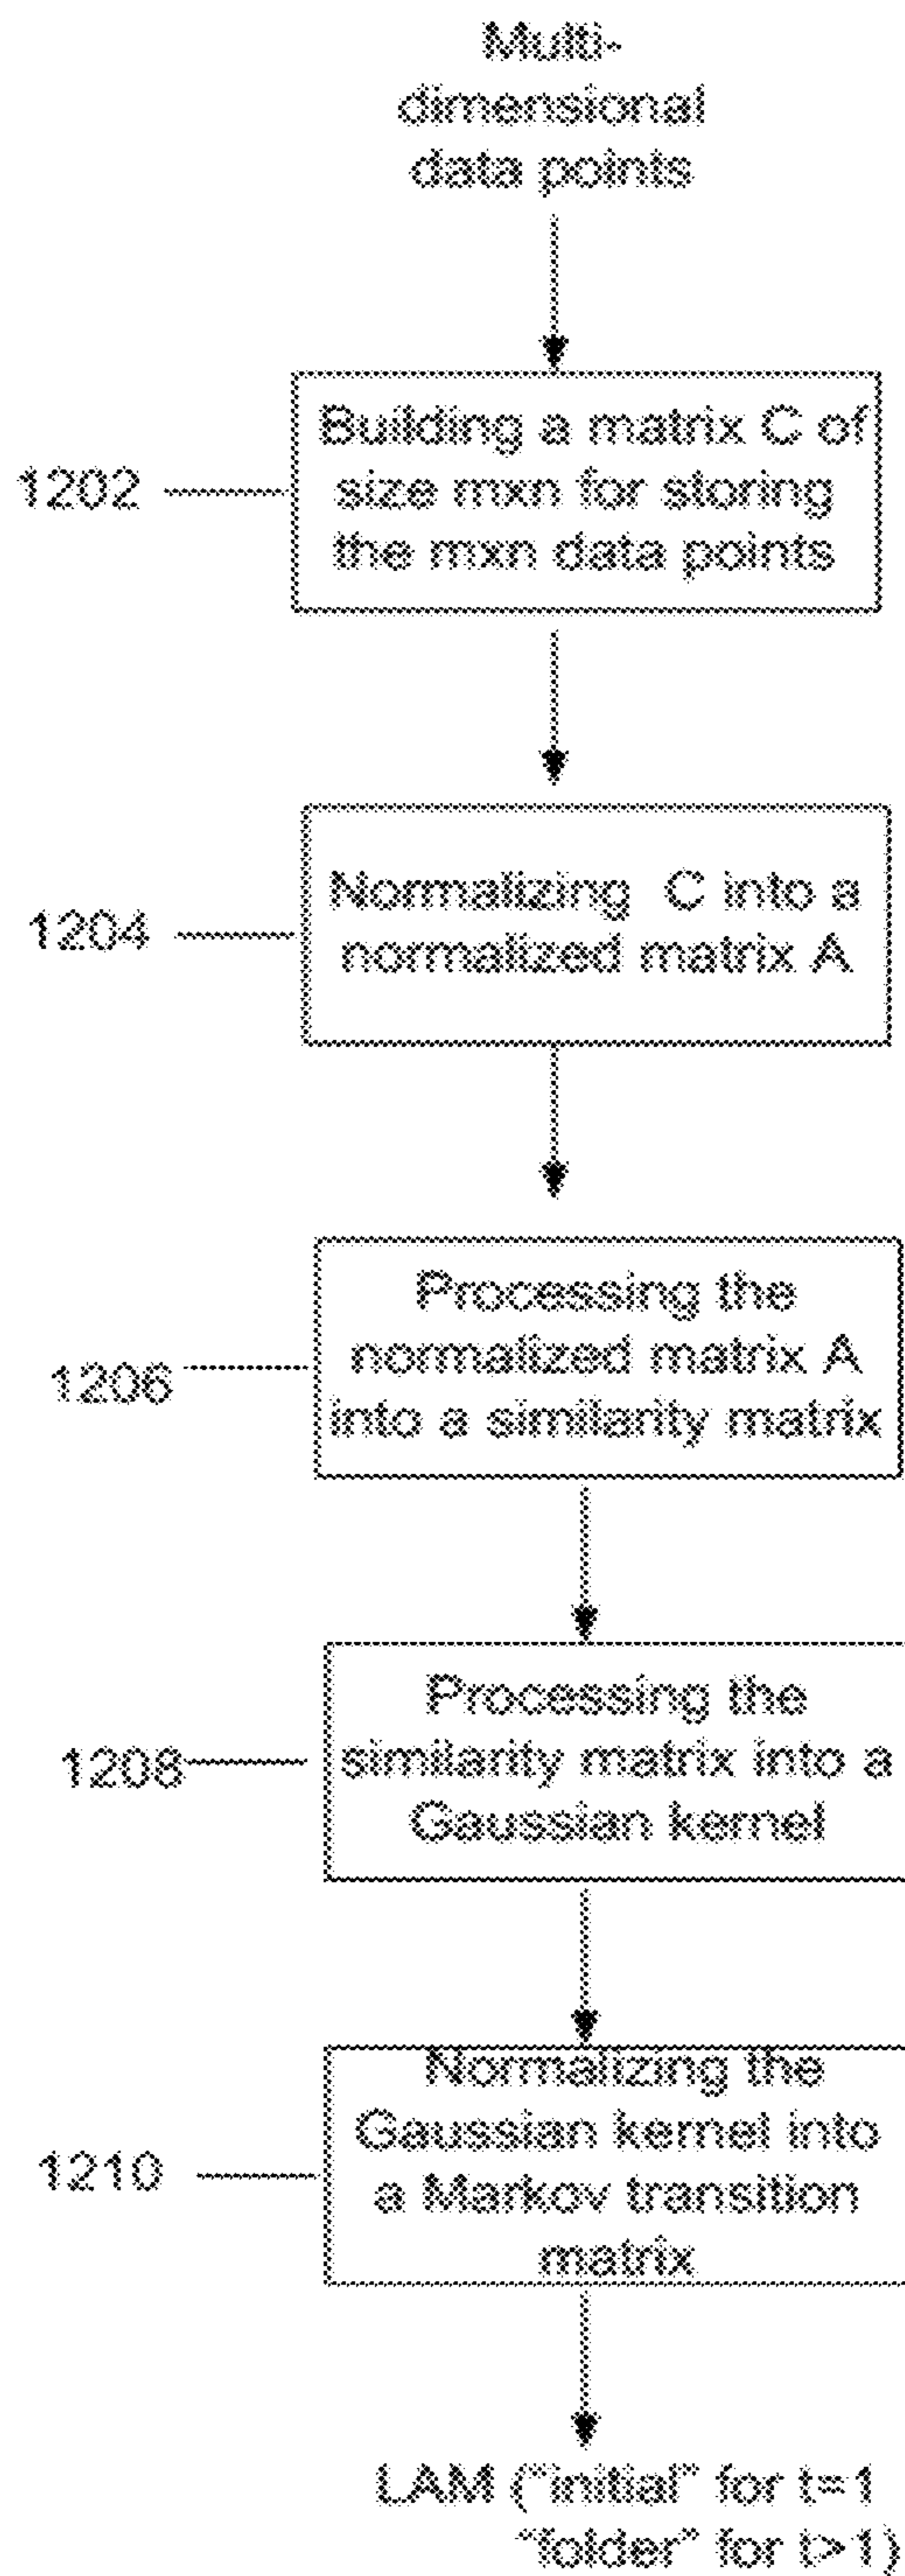 Multi-
dimensional
data points
Building a matrix C of
size mxn for storing
the mxn data points
1202
Normalizing C into a
normalized matrix A
1204
Processing the
normalized matrix A
into a similarity matrix
1206
Processing the
similarity matrix into a
Gaussian kernel
1208
Normalizing the
Gaussian kernel into
a Markov transition
matrix
1210
LAM ("initial" for t=1
"folder" for t>1)